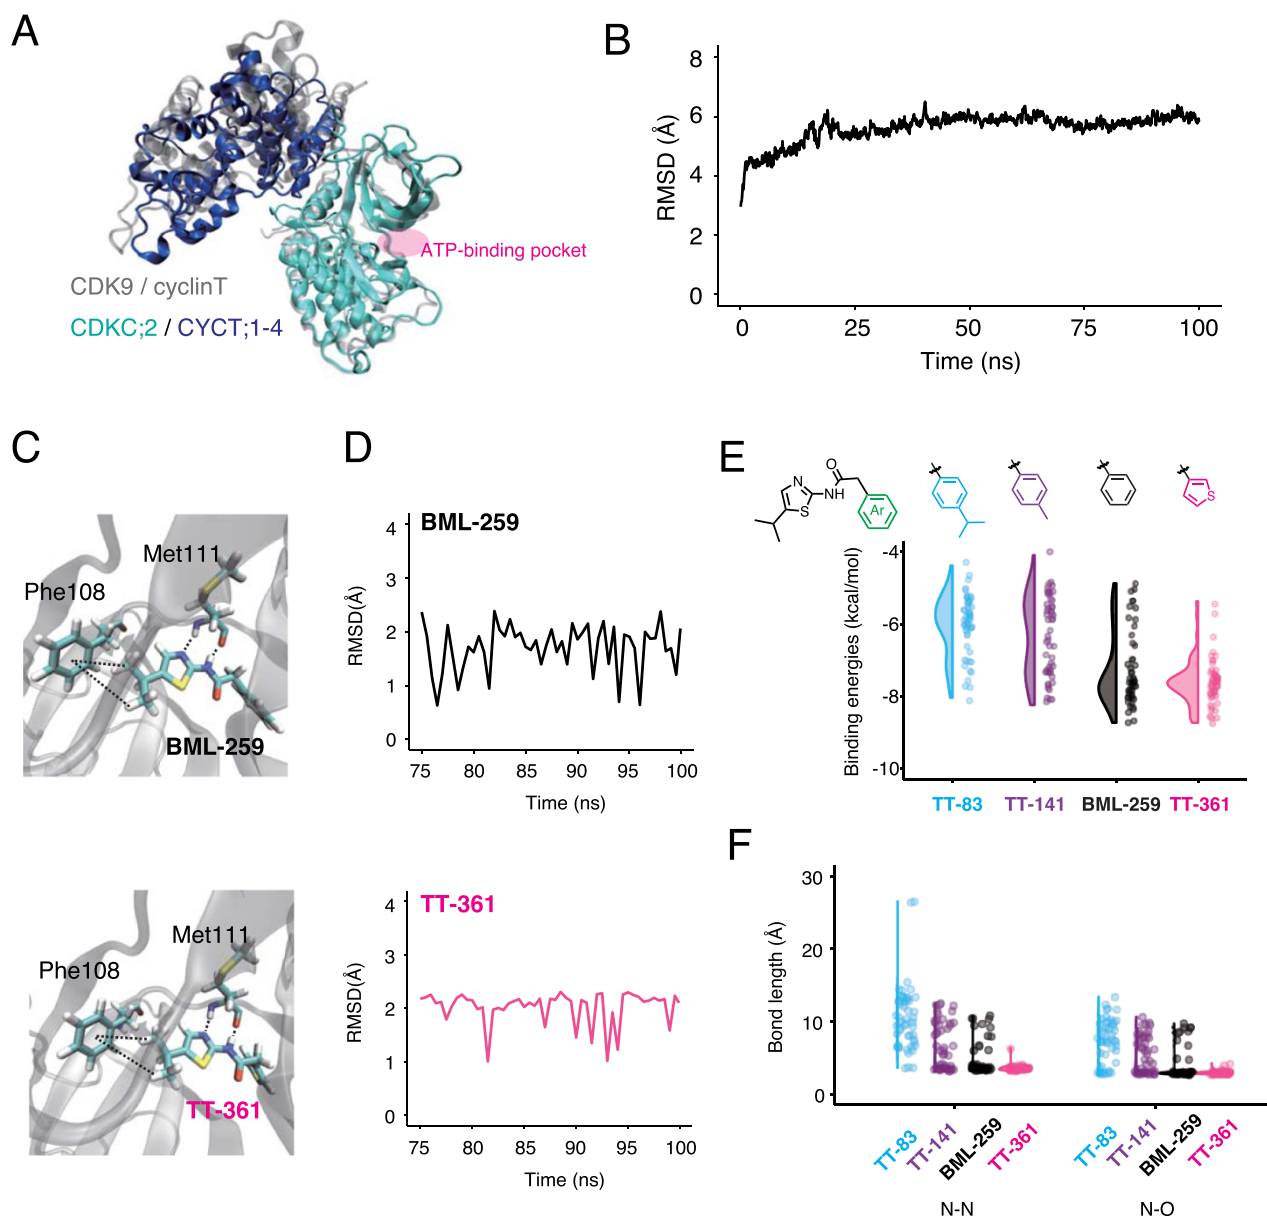 A
CDK9 / cyclinT
CDKC;2 / CYCT;1-4
ATP-binding pocket
B
RMSD (Å)
8
6
4
2
0
0 25 50 75 100
Time (ns)
C
Met111
Phe108
BML-259
Met111
Phe108
TT-361
D
BML-259
RMSD(Å)
4
3
2
1
0
75 80 85 90 95 100
Time (ns)
TT-361
RMSD(Å)
4
3
2
1
0
75 80 85 90 95 100
Time (ns)
E
O
N
NH
S
Ar
S
Binding energies (kcal/mol)
-4
-6
-8
-10
TT-83 TT-141 BML-259 TT-361
F
Bond length (Å)
30
20
10
0
TT-83 TT-141 BML-259 TT-361 TT-83 TT-141 BML-259 TT-361
N-N N-O